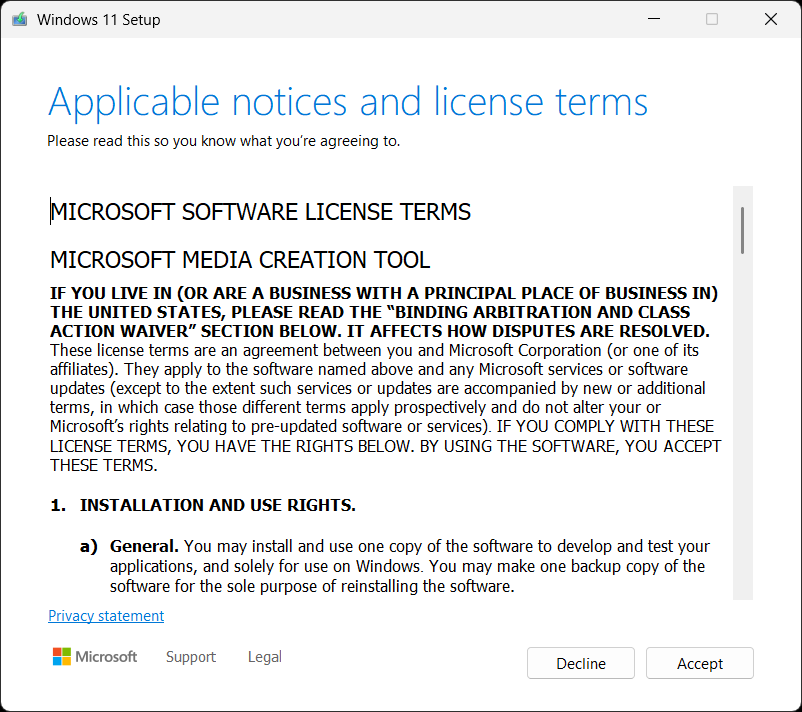 Windows 11 Setup
Applicable notices and license terms
Please read this so you know what you’re agreeing to.
MICROSOFT SOFTWARE LICENSE TERMS
MICROSOFT MEDIA CREATION TOOL
IF YOU LIVE IN (OR ARE A BUSINESS WITH A PRINCIPAL PLACE OF BUSINESS IN)
THE UNITED STATES, PLEASE READ THE “BINDING ARBITRATION AND CLASS
ACTION WAIVER” SECTION BELOW. IT AFFECTS HOW DISPUTES ARE RESOLVED.
These license terms are an agreement between you and Microsoft Corporation (or one of its
affiliates). They apply to the software named above and any Microsoft services or software
updates (except to the extent such services or updates are accompanied by new or additional
terms, in which case those different terms apply prospectively and do not alter your or
Microsoft’s rights relating to pre-updated software or services). IF YOU COMPLY WITH THESE
LICENSE TERMS, YOU HAVE THE RIGHTS BELOW. BY USING THE SOFTWARE, YOU ACCEPT
THESE TERMS.
1. INSTALLATION AND USE RIGHTS.
a) General. You may install and use one copy of the software to develop and test your
applications, and solely for use on Windows. You may make one backup copy of the
software for the sole purpose of reinstalling the software.
Privacy statement
Microsoft Support Legal Decline Accept